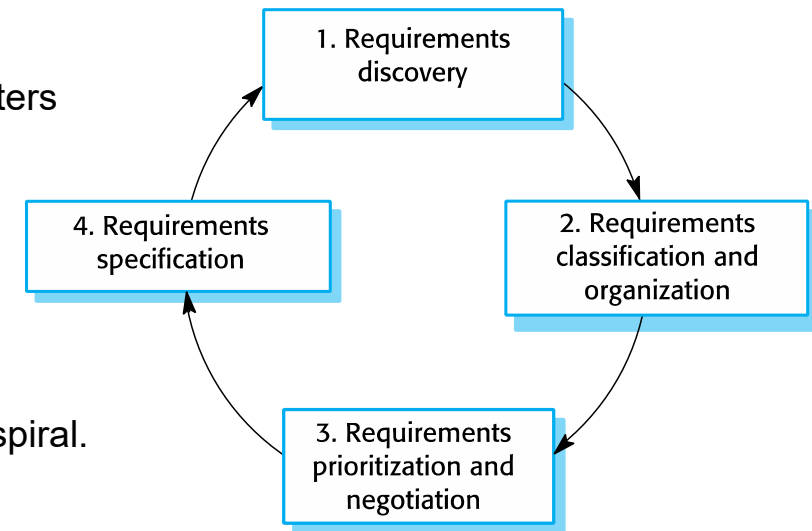 1. Requirements
discovery
ters
2. Requirements
classification and
organization
3. Requirements
prioritization and
negotiation
spiral.
4. Requirements
specification